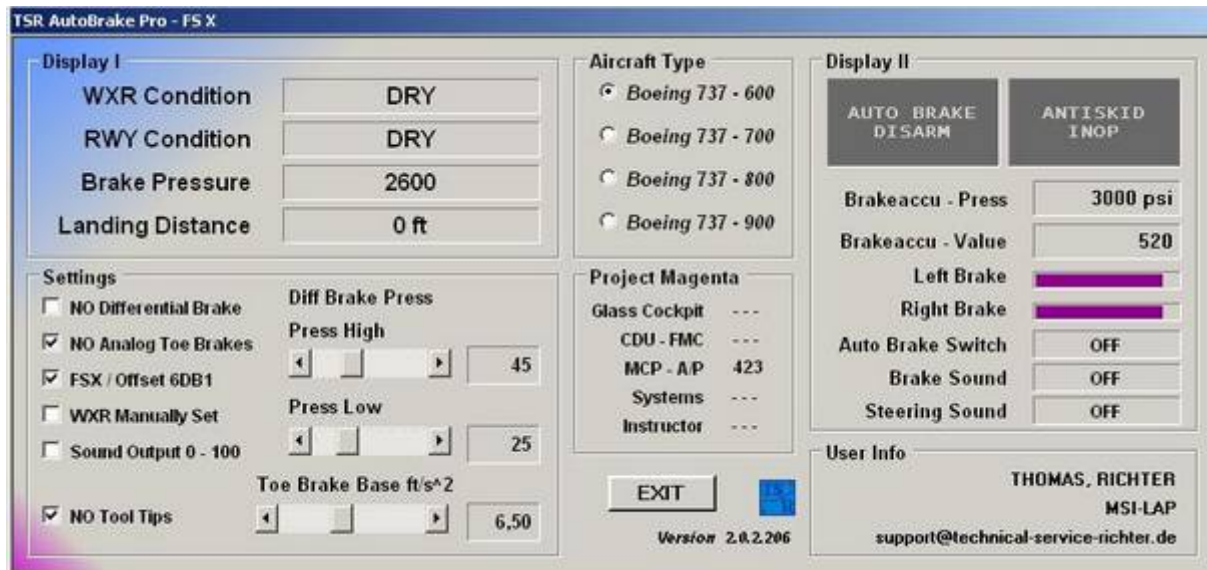 TSR AutoBrake Pro - FS X
Display I
WXR Condition DRY
RWY Condition DRY
Brake Pressure 2600
Landing Distance 0 ft
Settings
NO Differential Brake
NO Analog Toe Brakes
FSX / Offset 6DB1
WXR Manually Set
Sound Output 0 - 100
NO Tool Tips
Diff Brake Press
Press High
45
Press Low
25
Toe Brake Base ft/s^2
6,50
Aircraft Type
Boeing 737 - 600
Boeing 737 - 700
Boeing 737 - 800
Boeing 737 - 900
Project Magenta
Glass Cockpit ---
CDU - FMC ---
MCP - A/P 423
Systems ---
Instructor ---
EXIT
TS
R
Version 2.0.2.206
Display II
AUTO BRAKE
DISARM
ANTISKID
INOP
Brakeaccu - Press 3000 psi
Brakeaccu - Value 520
Left Brake
Right Brake
Auto Brake Switch OFF
Brake Sound OFF
Steering Sound OFF
User Info
THOMAS, RICHTER
MSI-LAP
support@technical-service-richter.de